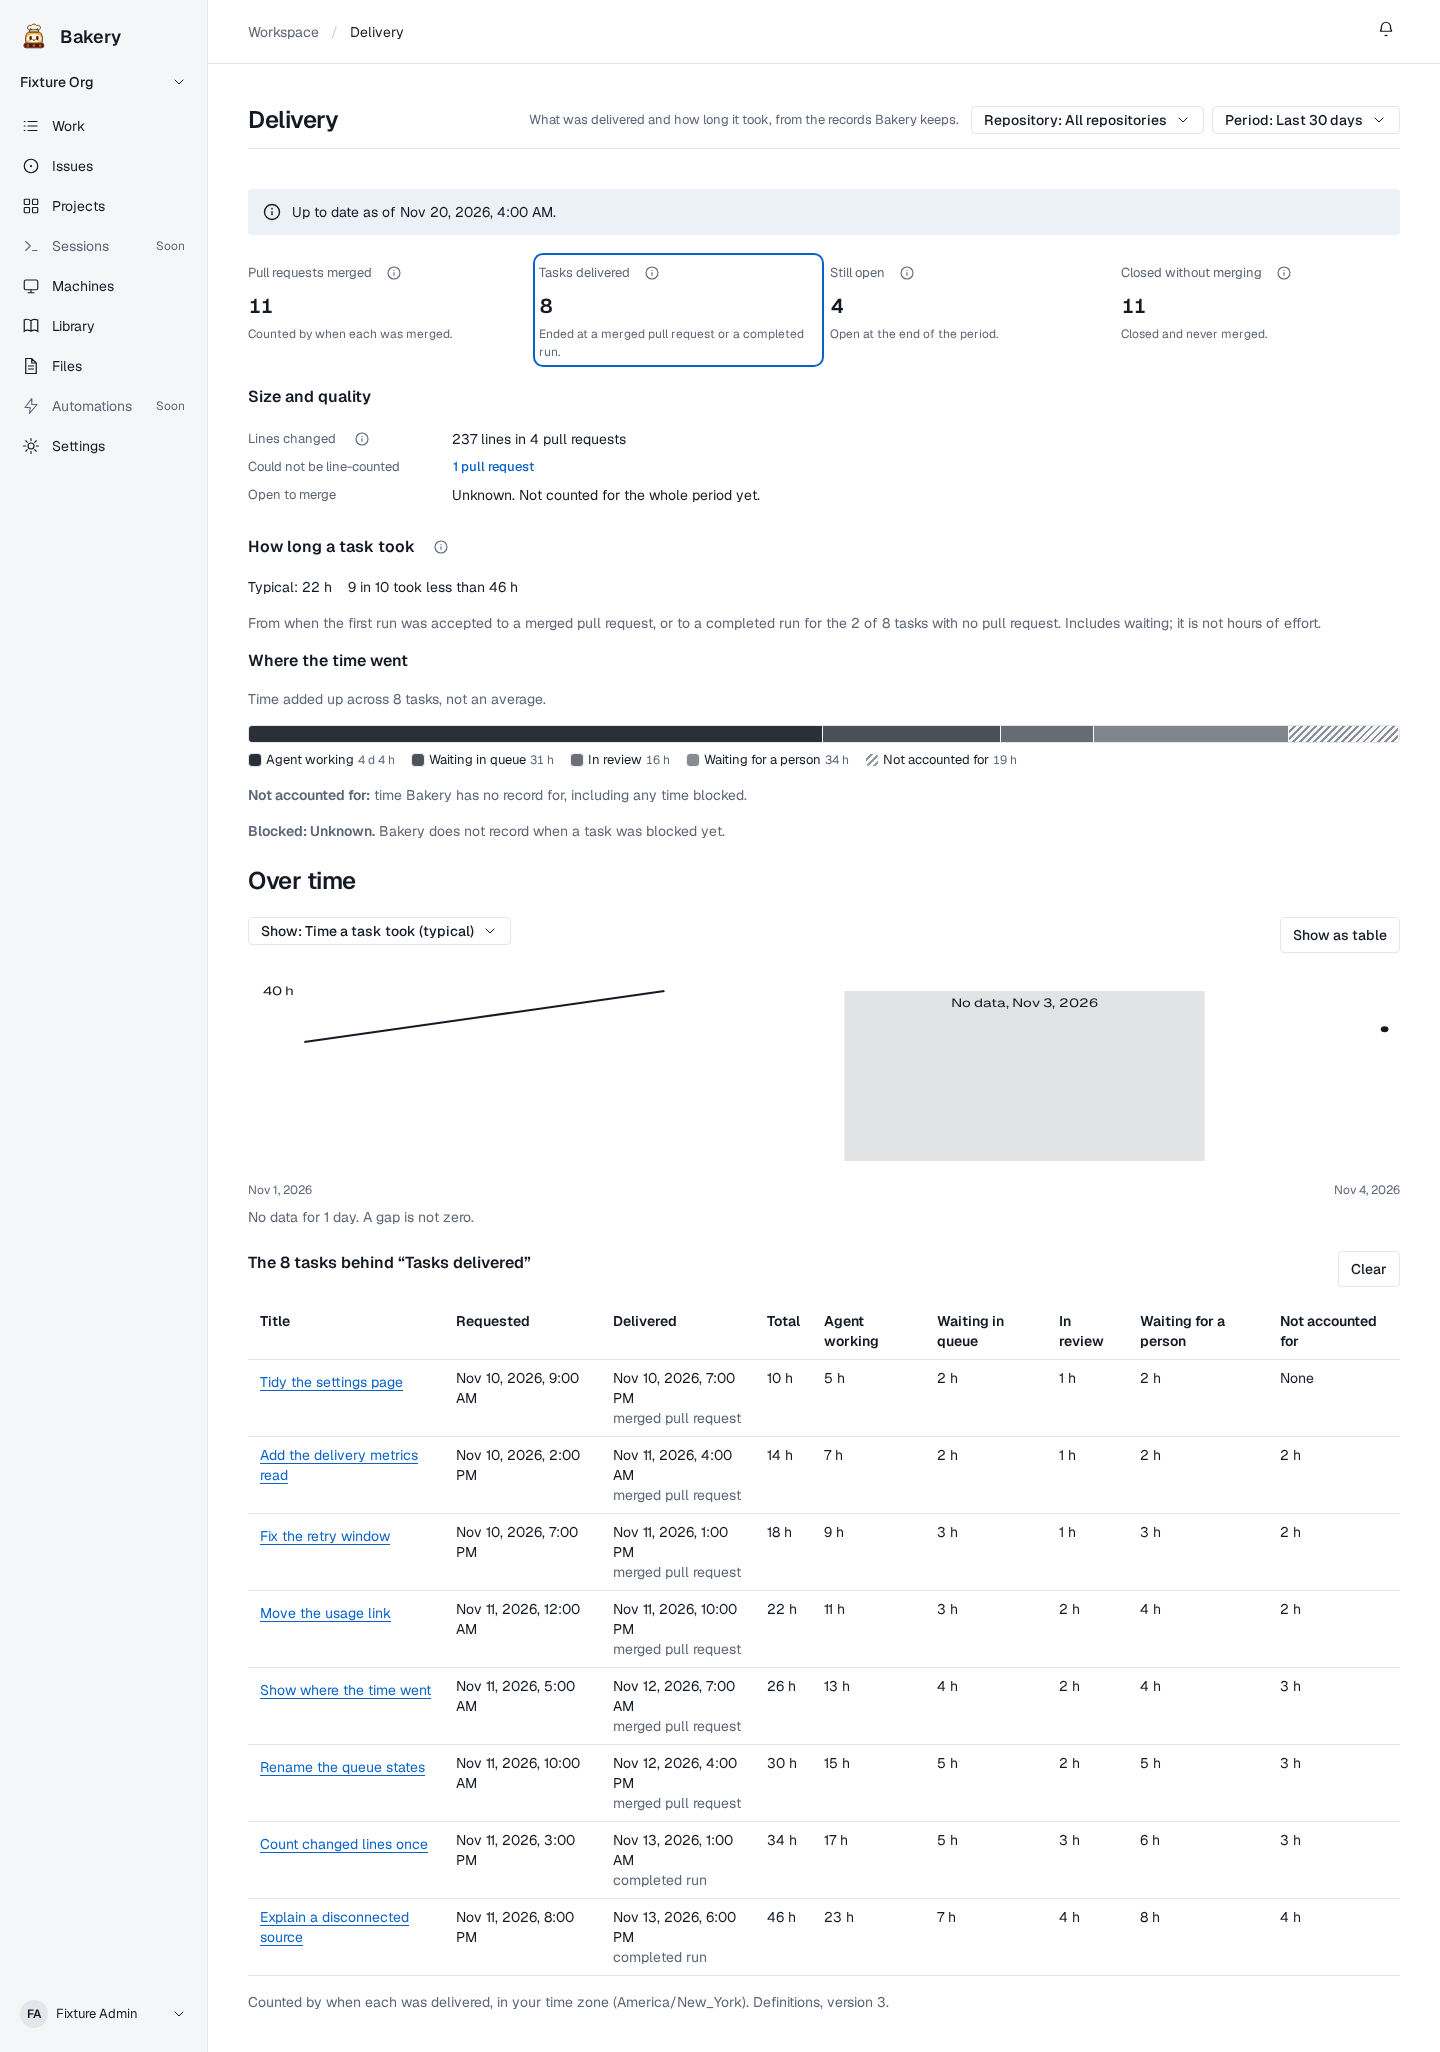 Bakery
Fixture Org
Work
Issues
Projects
Sessions Soon
Machines
Library
Files
Automations Soon
Settings
FA Fixture Admin
Workspace / Delivery
Delivery
What was delivered and how long it took, from the records Bakery keeps.
Repository: All repositories
Period: Last 30 days
Up to date as of Nov 20, 2026, 4:00 AM.
Pull requests merged
11
Counted by when each was merged.
Tasks delivered
8
Ended at a merged pull request or a completed
run.
Still open
4
Open at the end of the period.
Closed without merging
11
Closed and never merged.
Size and quality
Lines changed 237 lines in 4 pull requests
Could not be line-counted 1 pull request
Open to merge Unknown. Not counted for the whole period yet.
How long a task took
Typical: 22 h 9 in 10 took less than 46 h
From when the first run was accepted to a merged pull request, or to a completed run for the 2 of 8 tasks with no pull request. Includes waiting; it is not hours of effort.
Where the time went
Time added up across 8 tasks, not an average.
Agent working 4 d 4 h Waiting in queue 31 h In review 16 h Waiting for a person 34 h Not accounted for 19 h
Not accounted for: time Bakery has no record for, including any time blocked.
Blocked: Unknown. Bakery does not record when a task was blocked yet.
Over time
Show: Time a task took (typical)
Show as table
40 h
No data, Nov 3, 2026
Nov 1, 2026 Nov 4, 2026
No data for 1 day. A gap is not zero.
The 8 tasks behind “Tasks delivered”
Clear
Title Requested Delivered Total Agent Waiting in In Waiting for a Not accounted
working queue review person for
Tidy the settings page Nov 10, 2026, 9:00 Nov 10, 2026, 7:00 10 h 5 h 2 h 1 h 2 h None
AM PM
merged pull request
Add the delivery metrics Nov 10, 2026, 2:00 Nov 11, 2026, 4:00 14 h 7 h 2 h 1 h 2 h 2 h
read PM AM
merged pull request
Fix the retry window Nov 10, 2026, 7:00 Nov 11, 2026, 1:00 18 h 9 h 3 h 1 h 3 h 2 h
PM PM
merged pull request
Move the usage link Nov 11, 2026, 12:00 Nov 11, 2026, 10:00 22 h 11 h 3 h 2 h 4 h 2 h
AM PM
merged pull request
Show where the time went Nov 11, 2026, 5:00 Nov 12, 2026, 7:00 26 h 13 h 4 h 2 h 4 h 3 h
AM AM
merged pull request
Rename the queue states Nov 11, 2026, 10:00 Nov 12, 2026, 4:00 30 h 15 h 5 h 2 h 5 h 3 h
AM PM
merged pull request
Count changed lines once Nov 11, 2026, 3:00 Nov 13, 2026, 1:00 34 h 17 h 5 h 3 h 6 h 3 h
PM AM
completed run
Explain a disconnected Nov 11, 2026, 8:00 Nov 13, 2026, 6:00 46 h 23 h 7 h 4 h 8 h 4 h
source PM PM
completed run
Counted by when each was delivered, in your time zone (America/New_York). Definitions, version 3.